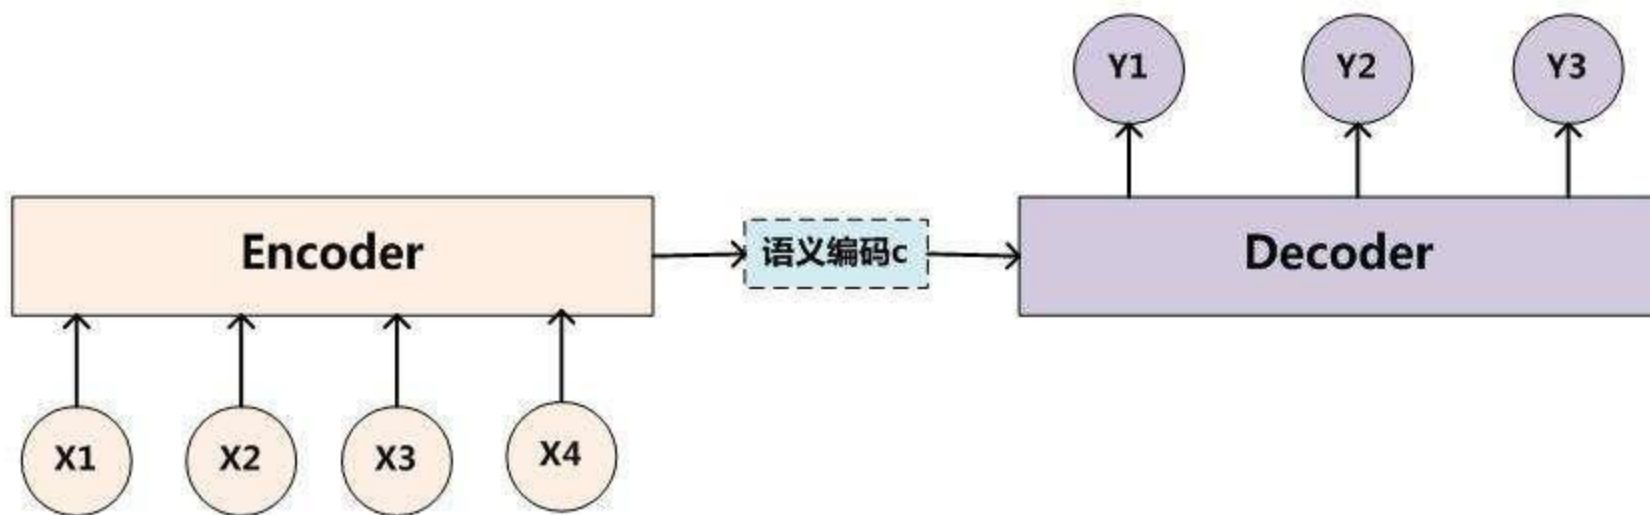 Y1 Y2 Y3
Encoder 语义编码c Decoder
X1 X2 X3 X4